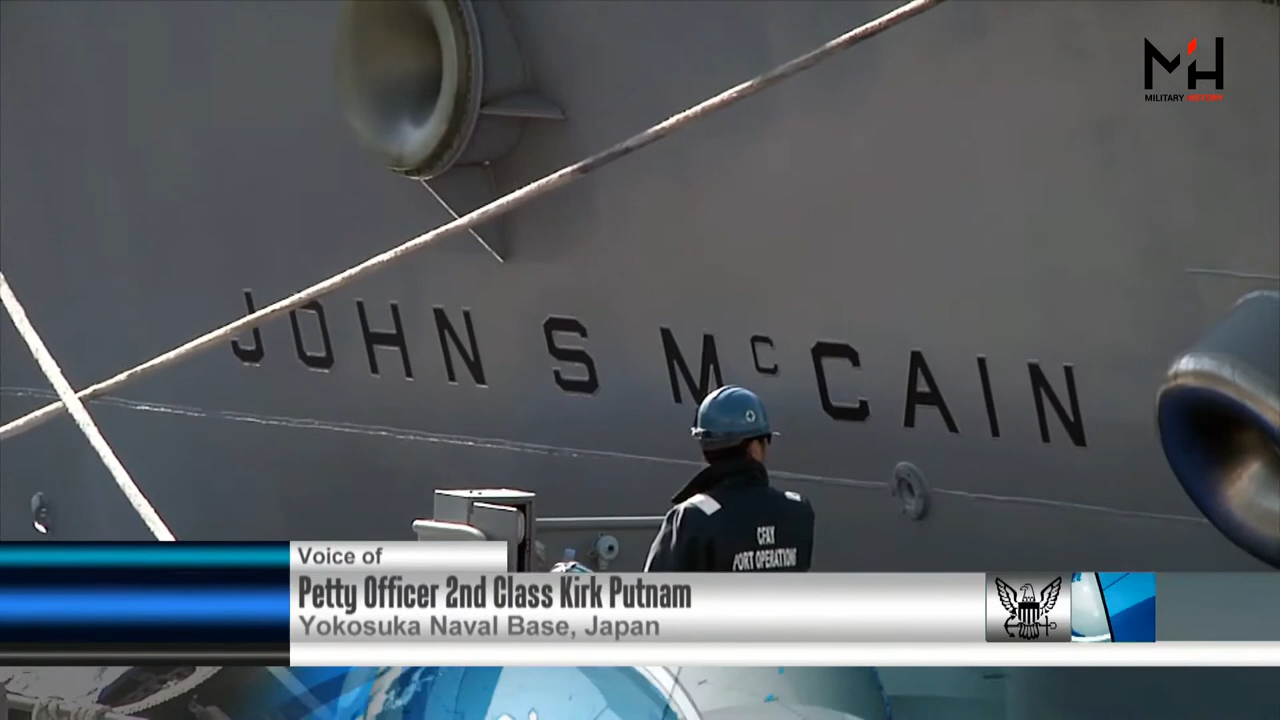 MH
MILITARY HISTORY
JOHN S McCAIN
CFAY
PORT OPERATIONS
Voice of
Petty Officer 2nd Class Kirk Putnam
Yokosuka Naval Base, Japan